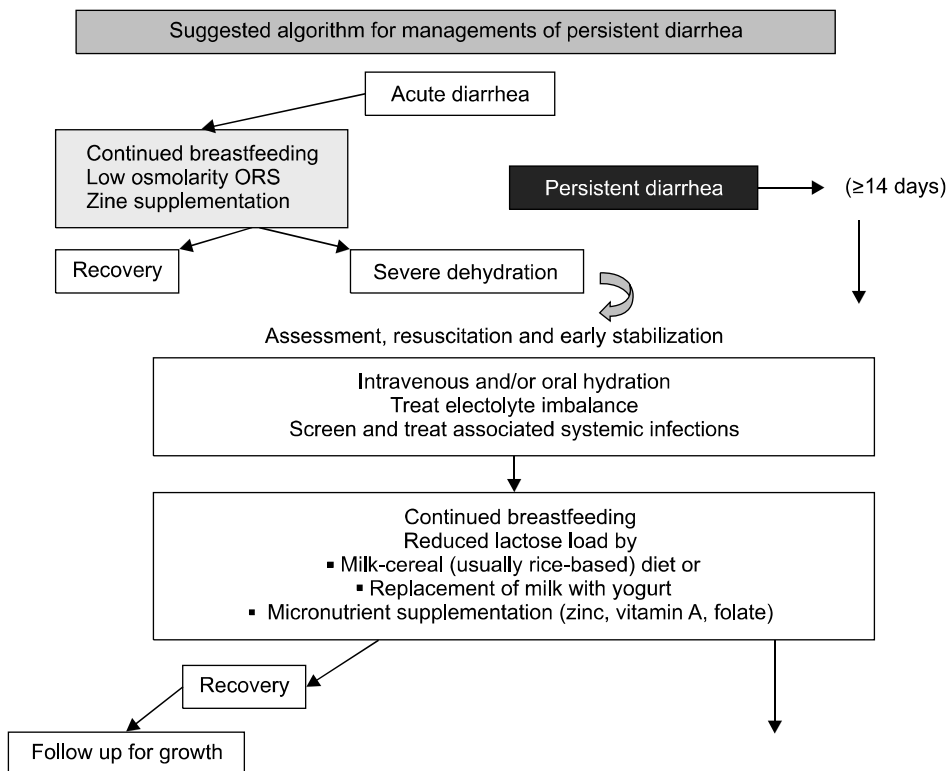 Suggested algorithm for managements of persistent diarrhea
Acute diarrhea
Continued breastfeeding
Low osmolarity ORS
Zine supplementation
Persistent diarrhea
(≥14 days)
Recovery
Severe dehydration
Assessment, resuscitation and early stabilization
Intravenous and/or oral hydration
Treat electolyte imbalance
Screen and treat associated systemic infections
Continued breastfeeding
Reduced lactose load by
▪ Milk-cereal (usually rice-based) diet or
▪ Replacement of milk with yogurt
▪ Micronutrient supplementation (zinc, vitamin A, folate)
Recovery
Follow up for growth